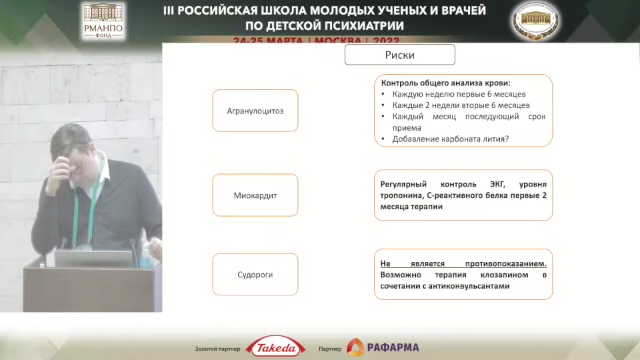 III РОССИЙСКАЯ ШКОЛА МОЛОДЫХ УЧЕНЫХ И ВРАЧЕЙ
ПО ДЕТСКОЙ ПСИХИАТРИИ
24-25 МАРТА | МОСКВА | 2022
РМАНПО
ФОНД
Риски
Агранулоцитоз
Контроль общего анализа крови:
• Каждую неделю первые 6 месяцев
• Каждые 2 недели вторые 6 месяцев
• Каждый месяц последующий срок
приема
• Добавление карбоната лития?
Миокардит
Регулярный контроль ЭКГ, уровня
тропонина, С-реактивного белка первые 2
месяца терапии
Судороги
Не является противопоказанием.
Возможно терапия клозапином в
сочетании с антиконвульсантами
Золотой партнер
Takeda
Партнер
РАФАРМА